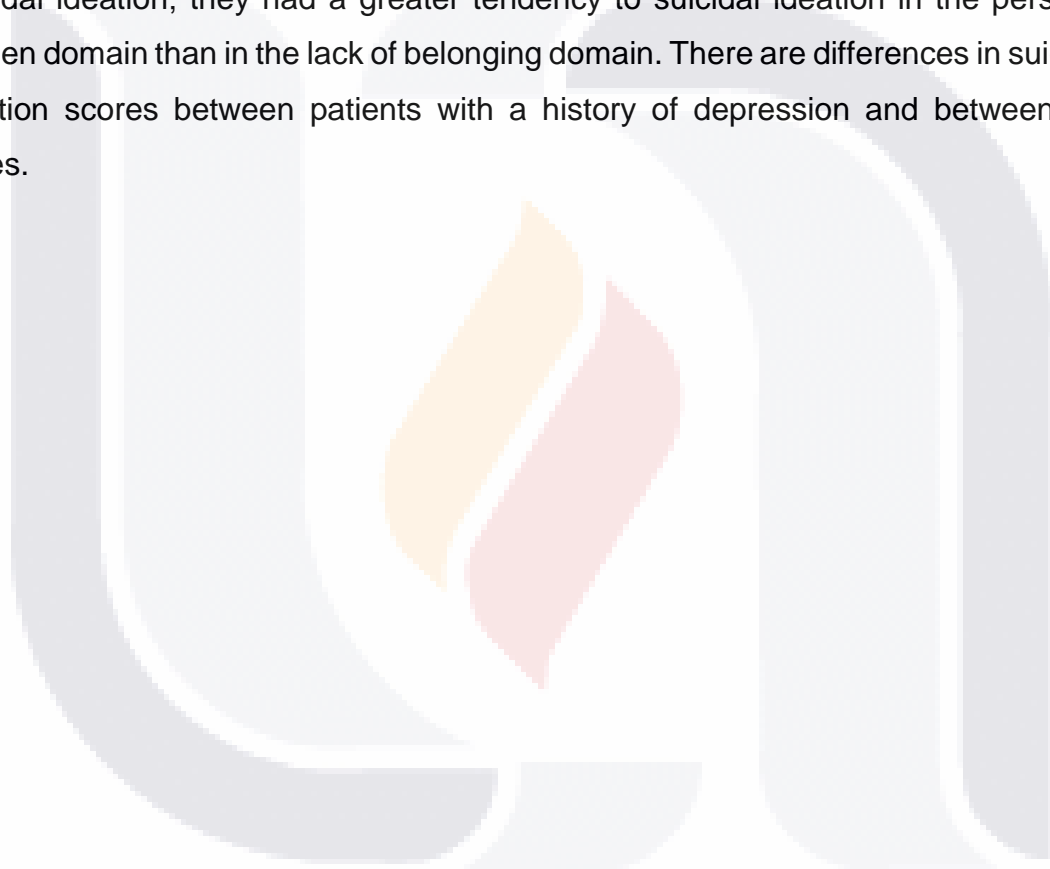 dal ideation, they had a greater tendency to suicidal ideation in the pers
en domain than in the lack of belonging domain. There are differences in sui
tion scores between patients with a history of depression and between
es.